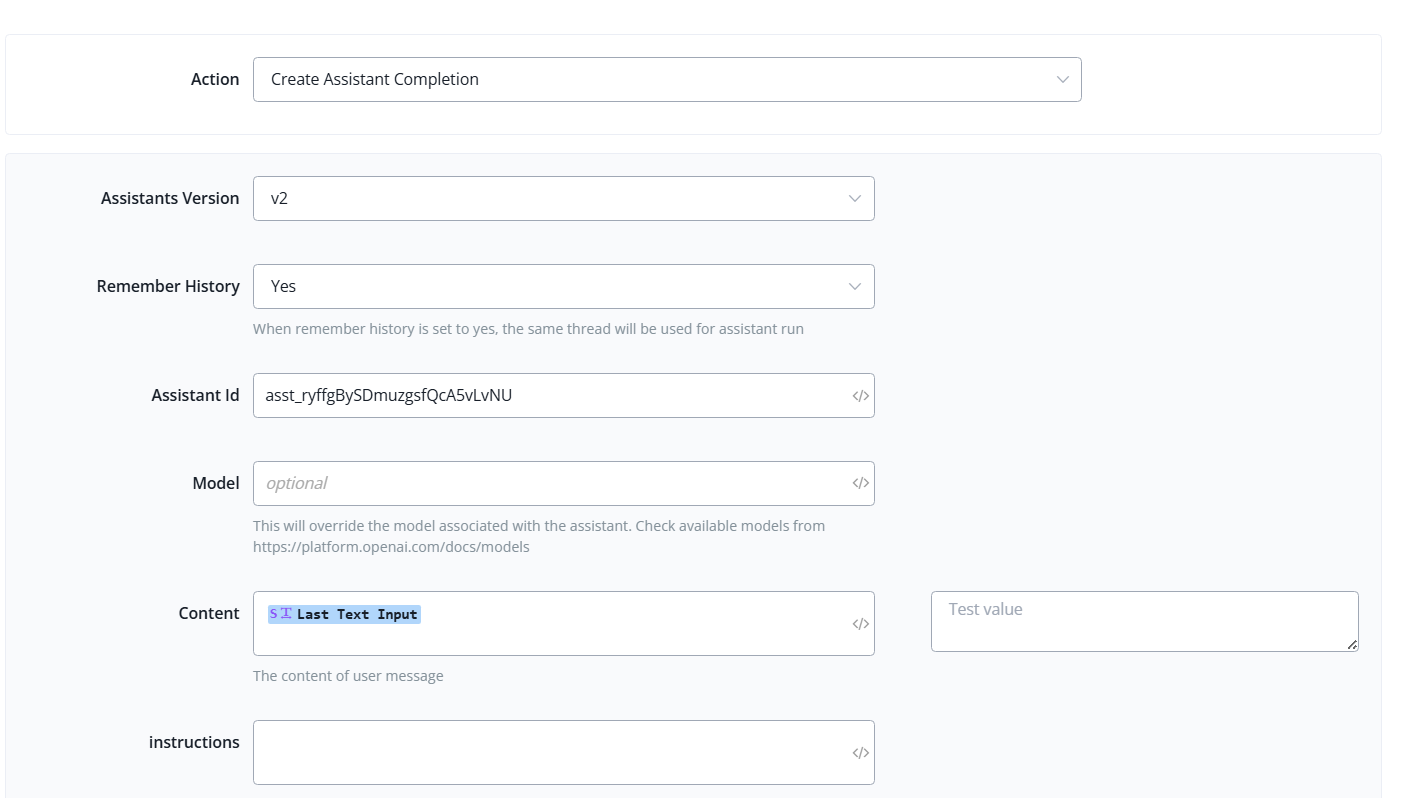 Action
Create Assistant Completion
Assistants Version
v2
Remember History
Yes
When remember history is set to yes, the same thread will be used for assistant run
Assistant Id
asst_ryffgBySDmuzgsfQcA5vLvNU
Model
optional
This will override the model associated with the assistant. Check available models from
https://platform.openai.com/docs/models
Content
Last Text Input
Test value
The content of user message
instructions